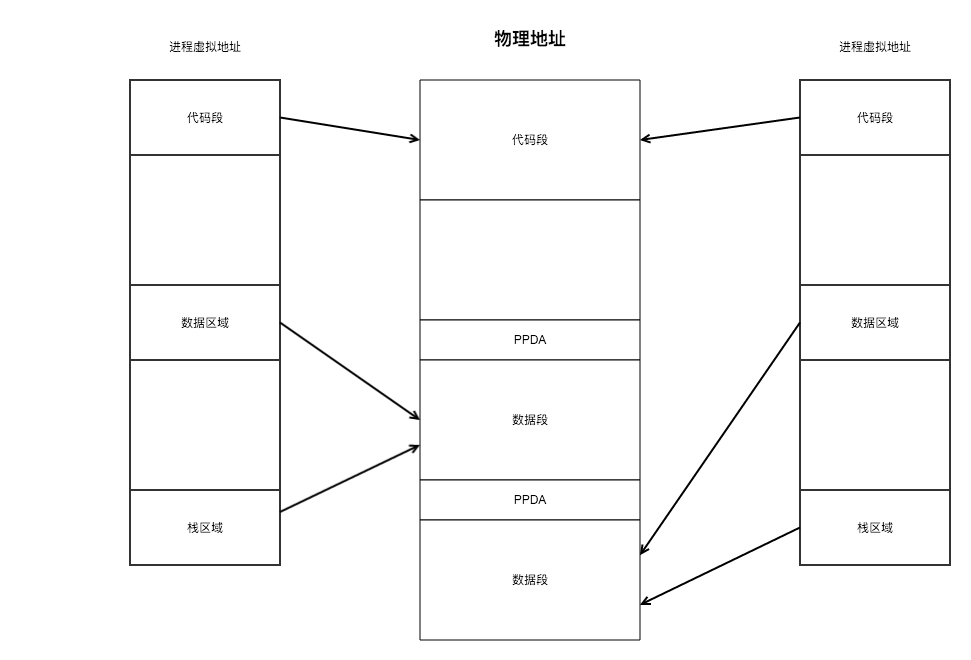 物理地址
进程虚拟地址
进程虚拟地址
代码段
代码段
代码段
数据区域
数据区域
PPDA
数据段
PPDA
栈区域
栈区域
数据段